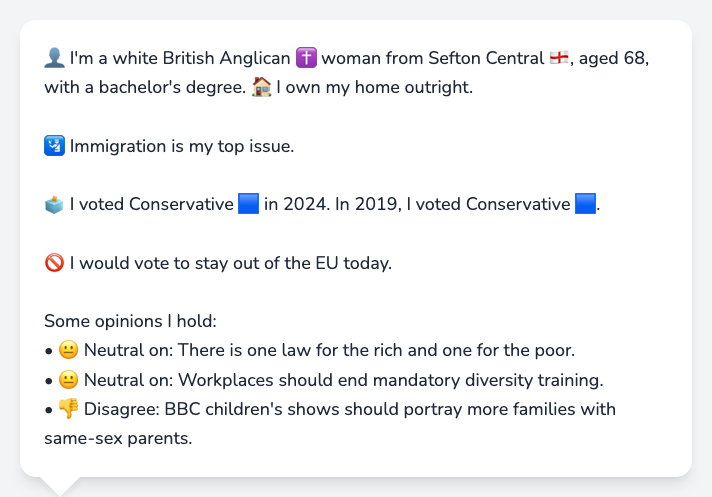 👤 I'm a white British Anglican ✝️ woman from Sefton Central 🏴󠁧󠁢󠁥󠁮󠁧󠁿, aged 68,
with a bachelor's degree. 🏠 I own my home outright.
🛂 Immigration is my top issue.
🗳️ I voted Conservative 🟦 in 2024. In 2019, I voted Conservative 🟦.
🚫 I would vote to stay out of the EU today.
Some opinions I hold:
• 😐 Neutral on: There is one law for the rich and one for the poor.
• 😐 Neutral on: Workplaces should end mandatory diversity training.
• 👎 Disagree: BBC children's shows should portray more families with
same-sex parents.